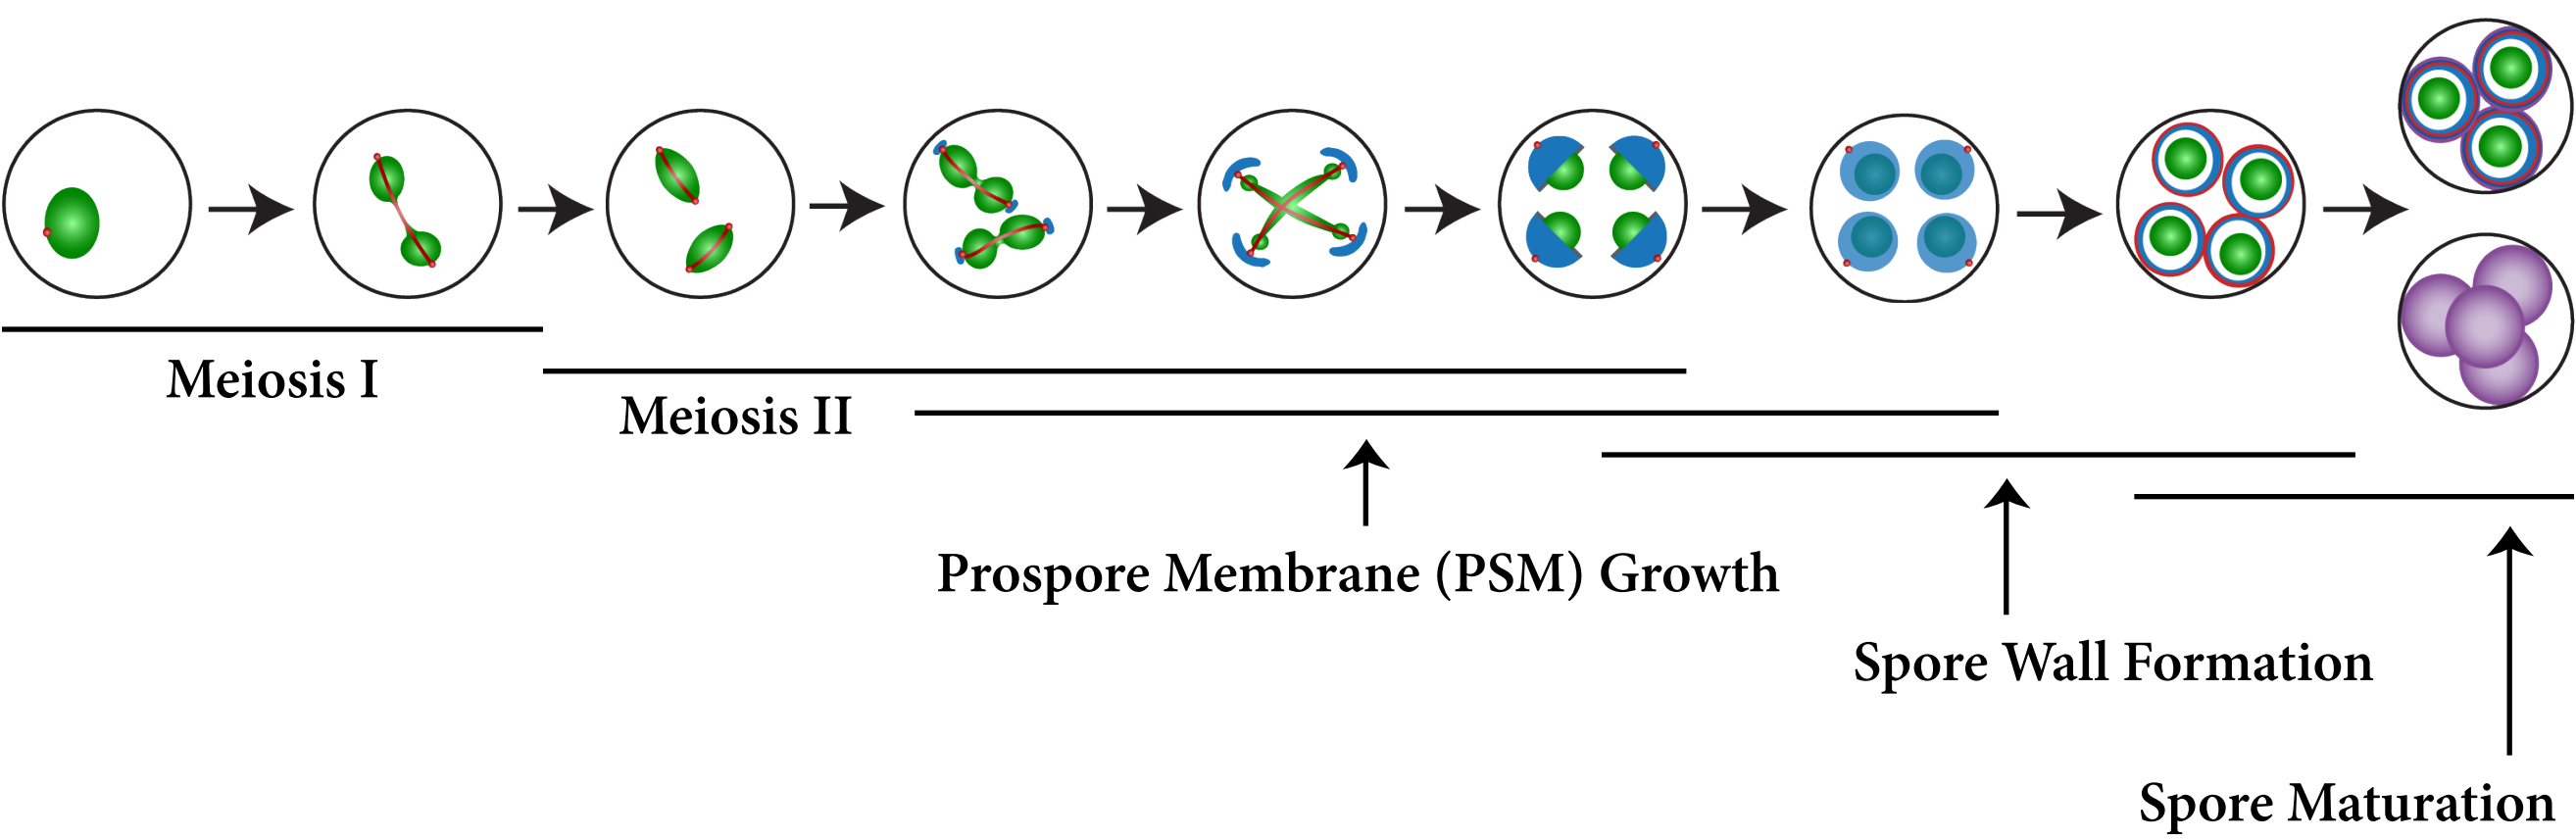 Meiosis I
Meiosis II
Prospore Membrane (PSM) Growth
Spore Wall Formation
Spore Maturation